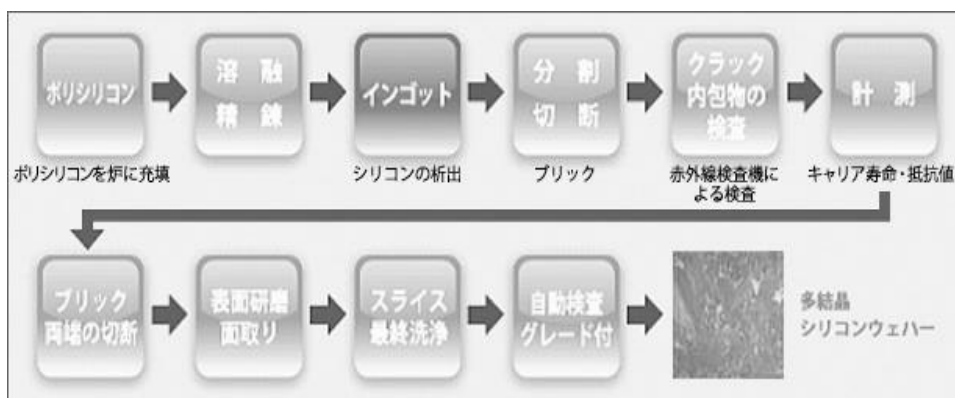 ポリシリコン
ポリシリコンを炉に充填
溶 融
精 錬
インゴット
シリコンの析出
分 割
切 断
ブリック
クラック
内包物の
検査
赤外線検査機に
よる検査
計 測
キャリア寿命・抵抗値
ブリック
両端の切断
表面研磨
面取り
スライス
最終洗浄
自動検査
グレード付
多結晶
シリコンウェハー